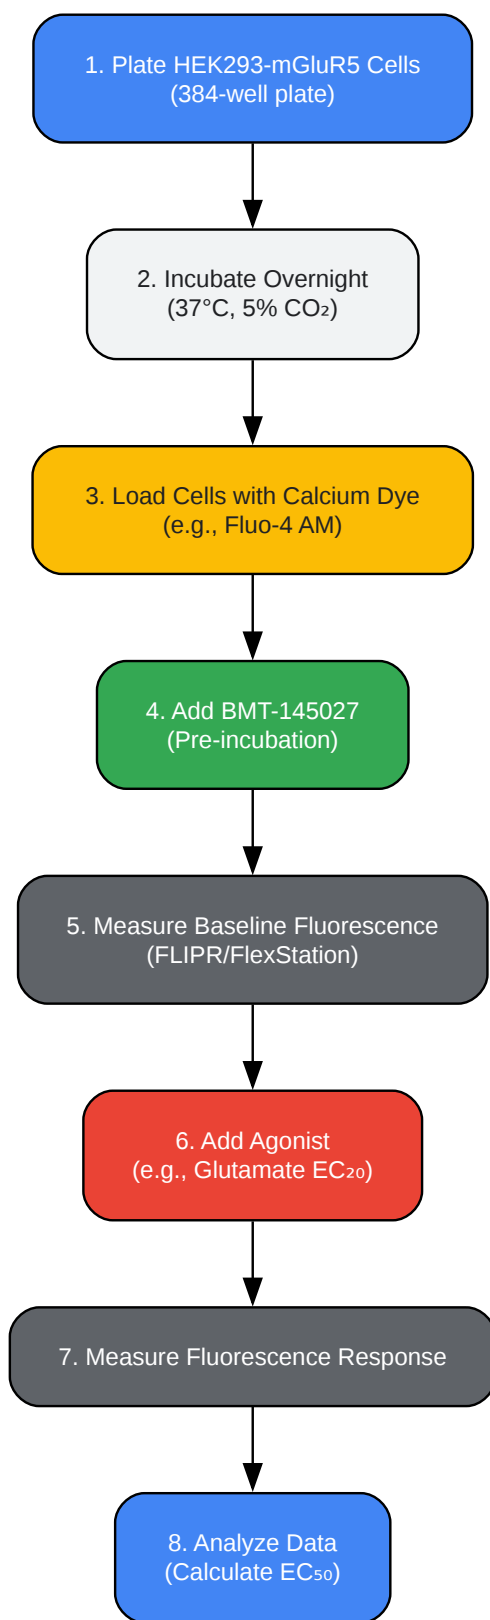 1. Plate HEK293-mGluR5 Cells
(384-well plate)
2. Incubate Overnight
(37°C, 5% CO₂)
3. Load Cells with Calcium Dye
(e.g., Fluo-4 AM)
4. Add BMT-145027
(Pre-incubation)
5. Measure Baseline Fluorescence
(FLIPR/FlexStation)
6. Add Agonist
(e.g., Glutamate EC₂₀)
7. Measure Fluorescence Response
8. Analyze Data
(Calculate EC₅₀)